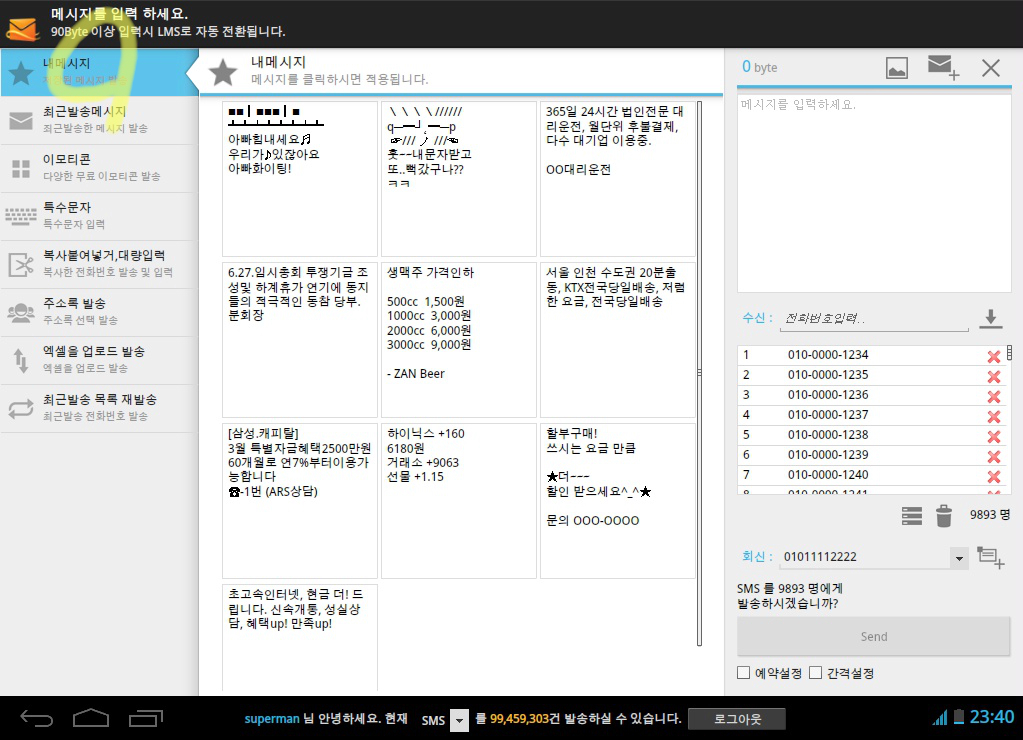 메시지를 입력 하세요.
90Byte 이상 입력시 LMS로 자동 전환됩니다.
내메시지
최근발송메시지
최근발송한 메시지 발송
이모티콘
다양한 무료 이모티콘 발송
특수문자
특수문자 입력
복사붙여넣거,대량입력
복사한 전화번호 발송 및 입력
주소록 발송
주소록 선택 발송
엑셀을 업로드 발송
엑셀을 업로드 발송
최근발송 목록 재발송
최근발송 전화번호 발송
내메시지
메시지를 클릭하시면 적용됩니다.
■■┃■■■┃■
아빠힘내세요♬
우리가♪있잖아요
아빠화이팅!
\ \ \ \ //////
훗~~내문자받고
또..뻑갔구나??
ㅋㅋ
365일 24시간 법인전문 대
리운전, 월단위 후불결제,
다수 대기업 이용중.
OO대리운전
6.27.임시총회 투쟁기금 조
성및 하계휴가 연기에 동지
들의 적극적인 동참 당부.
분회장
생맥주 가격인하
500cc 1,500원
1000cc 3,000원
2000cc 6,000원
3000cc 9,000원
- ZAN Beer
서울 인천 수도권 20분출
동, KTX전국당일배송, 저렴
한 요금, 전국당일배송
[삼성.캐피탈]
3월 특별자금혜택2500만원
60개월로 연7%부터이용가
능합니다
☎-1번 (ARS상담)
하이닉스 +160
6180원
거래소 +9063
선물 +1.15
할부구매!
쓰시는 요금 만큼
★더~~~
할인 받으세요^_^★
문의 OOO-OOOO
초고속인터넷, 현금 더! 드
립니다. 신속개통, 성실상
담, 혜택up! 만족up!
0 byte
메시지를 입력하세요.
수신 : 전화번호입력..
1 010-0000-1234
2 010-0000-1235
3 010-0000-1236
4 010-0000-1237
5 010-0000-1238
6 010-0000-1239
7 010-0000-1240
8 010-0000-1241
9893 명
회신 : 01011112222
SMS 를 9893 명에게
발송하시겠습니까?
Send
예약설정 간격설정
superman 님 안녕하세요. 현재 SMS 를 99,459,303건 발송하실 수 있습니다. 로그아웃
23:40